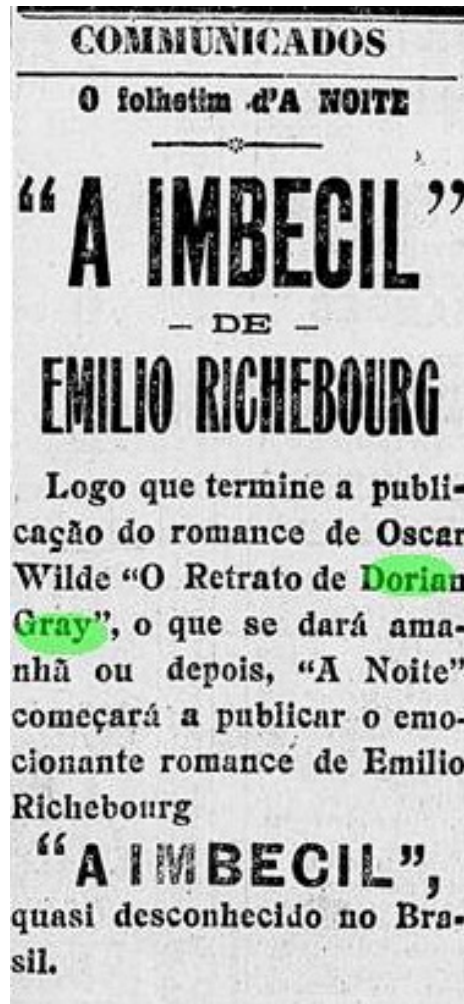 COMMUNICADOS
O folhetim d'A NOITE
“A IMBECIL”
– DE –
EMILIO RICHEBOURG
Logo que termine a publi-
cação do romance de Oscar
Wilde “O Retrato de Dorian
Gray”, o que se dará ama-
nhã ou depois, “A Noite”
começará a publicar o emo-
cionante romance de Emilio
Richebourg
“A IMBECIL”,
quasi desconhecido no Bra-
sil.